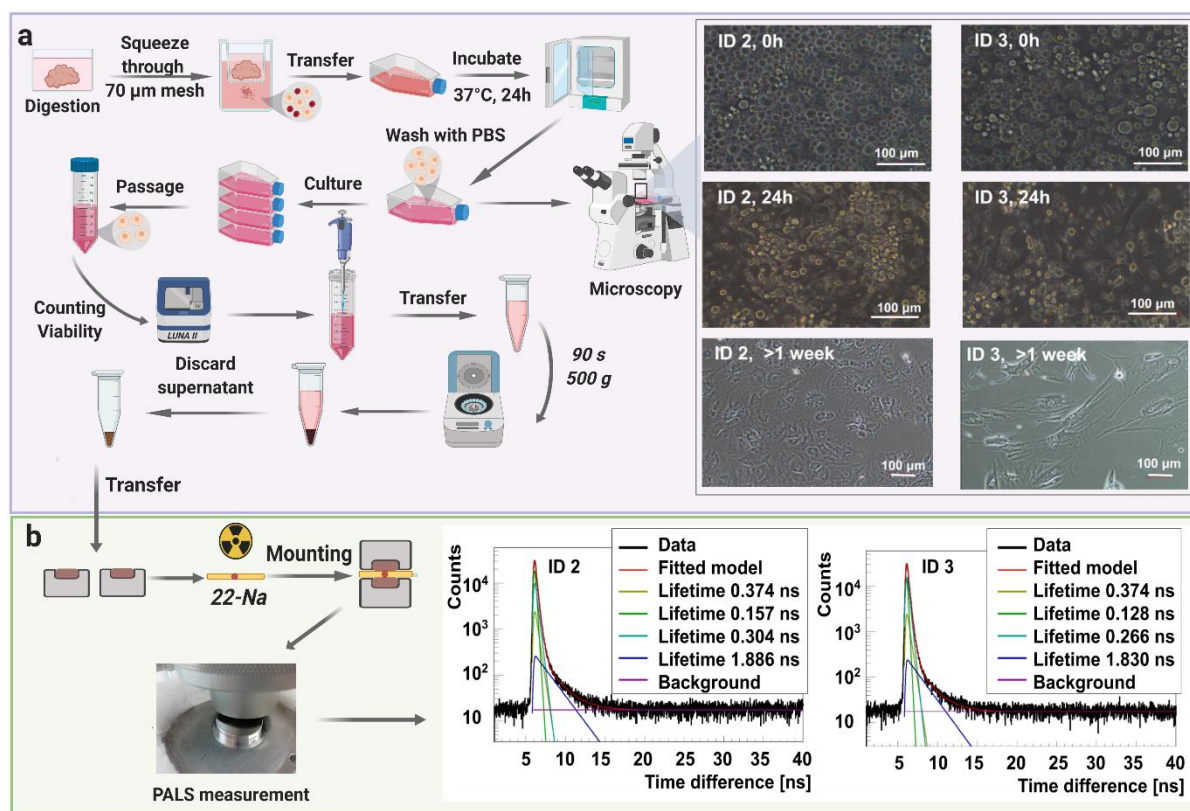 a
Squeeze
through
70 μm mesh
Digestion
Transfer
Incubate
37°C, 24h
Wash with PBS
Passage
Culture
Microscopy
Counting
Viability
LUNA II
Transfer
90 s
500 g
Discard
supernatant
Transfer
ID 2, 0h
100 μm
ID 3, 0h
100 μm
ID 2, 24h
100 μm
ID 3, 24h
100 μm
ID 2, >1 week
100 μm
ID 3, >1 week
100 μm
b
22-Na
Mounting
PALS measurement
Counts
10⁴
10³
10²
10
ID 2
Data
Fitted model
Lifetime 0.374 ns
Lifetime 0.157 ns
Lifetime 0.304 ns
Lifetime 1.886 ns
Background
5 10 15 20 25 30 35 40
Time difference [ns]
Counts
10⁴
10³
10²
10
ID 3
Data
Fitted model
Lifetime 0.374 ns
Lifetime 0.128 ns
Lifetime 0.266 ns
Lifetime 1.830 ns
Background
5 10 15 20 25 30 35 40
Time difference [ns]